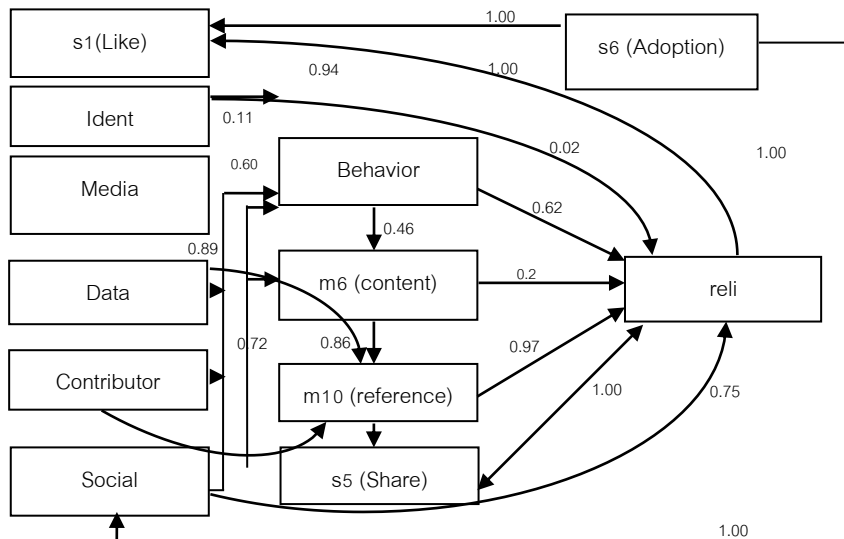 1.00
s1(Like)
s6 (Adoption)
0.94
1.00
Ident
0.11
0.02
1.00
0.60
Behavior
Media
0.62
0.46
0.89
m6 (content)
0.2
Data
reli
0.72
0.86
0.97
Contributor
m10 (reference)
1.00
0.75
Social
s5 (Share)
1.00